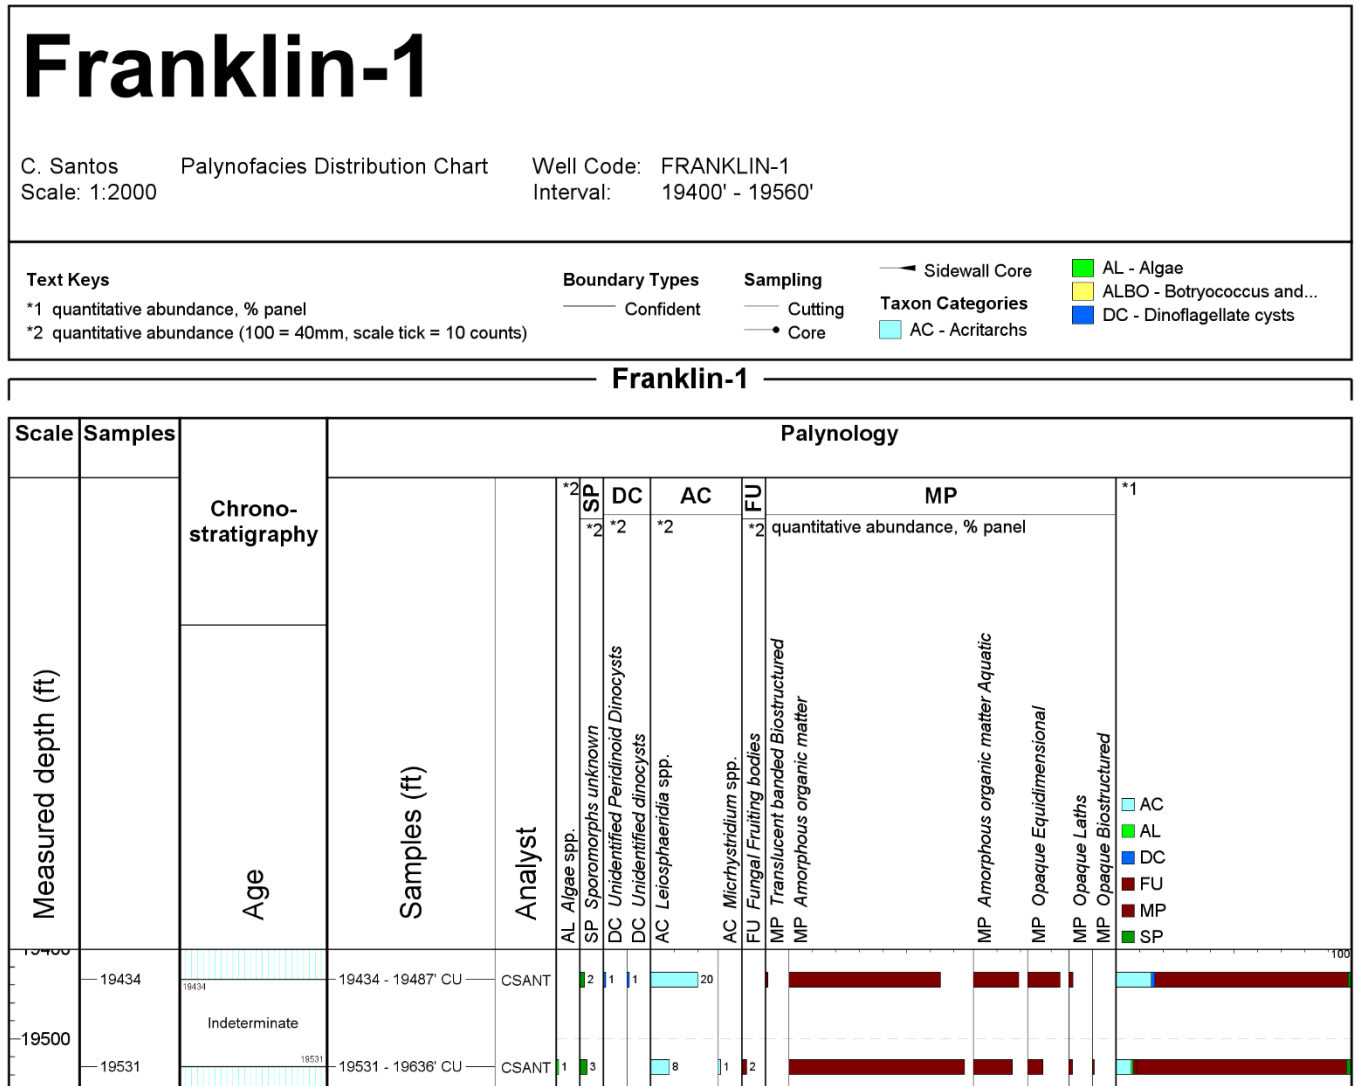 Franklin-1
C. Santos Palynofacies Distribution Chart Well Code: FRANKLIN-1
Scale: 1:2000 Interval: 19400' - 19560'
Text Keys
*1 quantitative abundance, % panel
*2 quantitative abundance (100 = 40mm, scale tick = 10 counts)
Boundary Types
Confident
Sampling
Cutting
Core
Sidewall Core
Taxon Categories
AC - Acritarchs
AL - Algae
ALBO - Botryococcus and...
DC - Dinoflagellate cysts
Franklin-1
Scale Samples Palynology
Chrono-
stratigraphy
*2 SP DC AC FU MP *1
*2 *2 *2 *2 quantitative abundance, % panel
Measured depth (ft)
Age
Samples (ft)
Analyst
AL Algae spp.
SP Sporomorphs unknown
DC Unidentified Peridinoid Dinocysts
DC Unidentified dinocysts
AC Leiosphaeridia spp.
AC Micrhystridium spp.
FU Fungal Fruiting bodies
MP Translucent banded Biostructured
MP Amorphous organic matter
MP Amorphous organic matter Aquatic
MP Opaque Equidimensional
MP Opaque Laths
MP Opaque Biostructured
AC
AL
DC
FU
MP
SP
19400 100
19434 19434 - 19487' CU CSANT 2 1 1 20
19434
Indeterminate
19500
19531
19531 19531 - 19636' CU CSANT 1 3 8 1 2